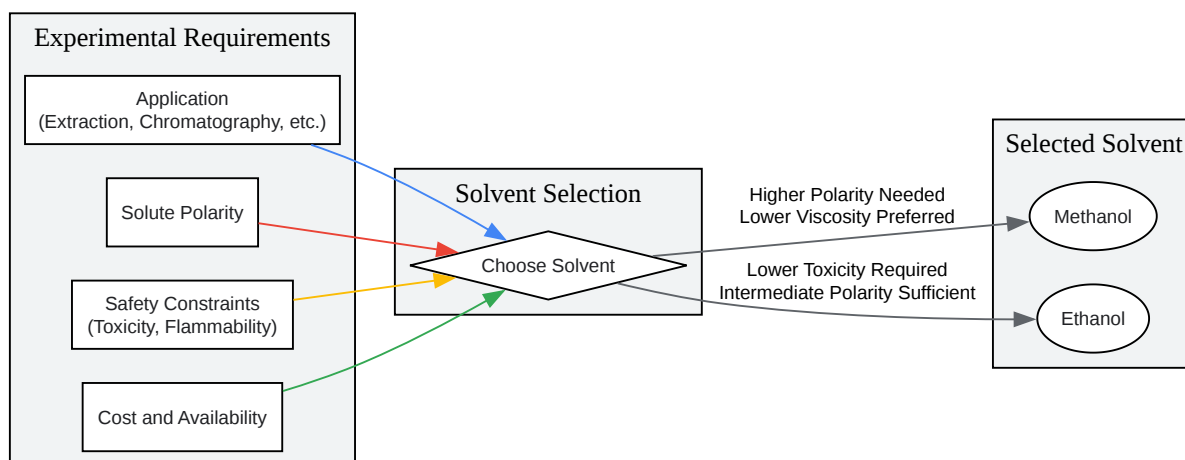 Experimental Requirements
Application
(Extraction, Chromatography, etc.)
Solute Polarity
Safety Constraints
(Toxicity, Flammability)
Cost and Availability
Solvent Selection
Choose Solvent
Higher Polarity Needed
Lower Viscosity Preferred
Lower Toxicity Required
Intermediate Polarity Sufficient
Selected Solvent
Methanol
Ethanol